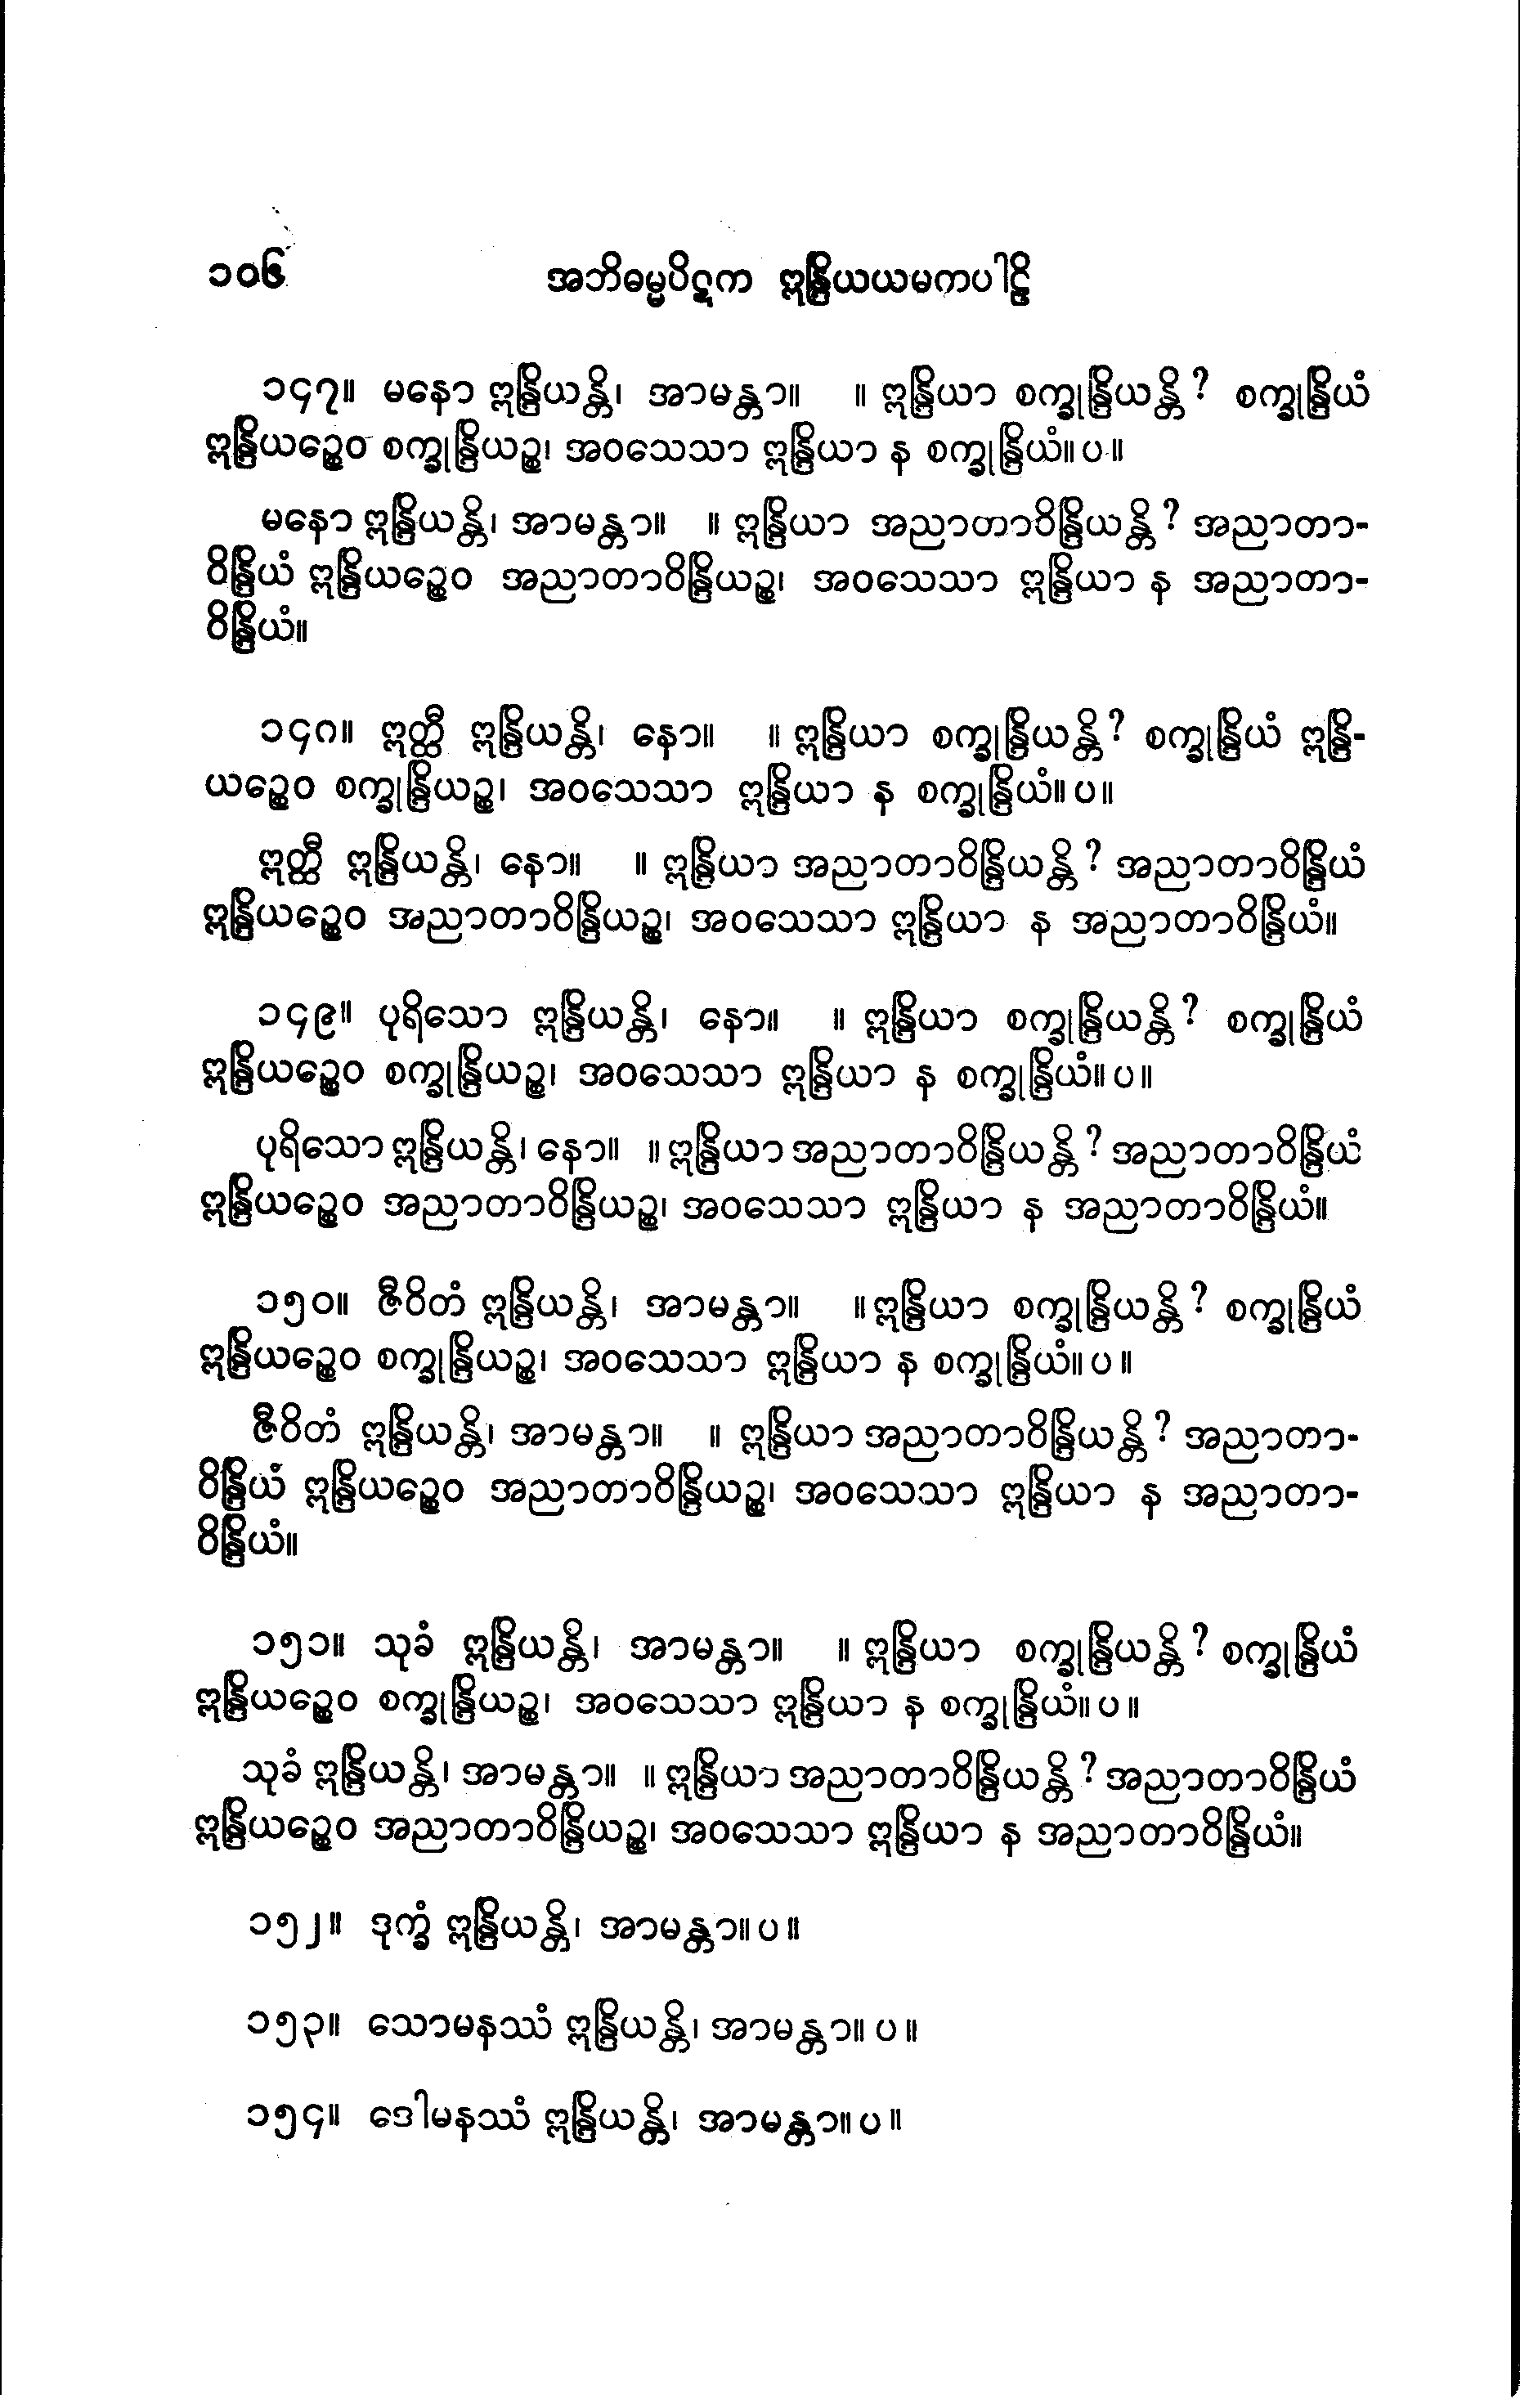 ၁၀၆ အဘိဓမ္မပိဋက ဣန္ဒြိယယမကပါဠိ
၁၄၇။ မနော ဣန္ဒြိယန္တိ၊ အာမန္တာ။ ။ ဣန္ဒြိယာ စက္ခုန္ဒြိယန္တိ? စက္ခုန္ဒြိယံ
ဣန္ဒြိယဉ္စေဝ စက္ခုန္ဒြိယဉ္စ၊ အဝသေသာ ဣန္ဒြိယာ န စက္ခုန္ဒြိယံ။ ပ။
မနော ဣန္ဒြိယန္တိ၊ အာမန္တာ။ ။ ဣန္ဒြိယာ အညာတာဝိန္ဒြိယန္တိ? အညာတာ-
ဝိန္ဒြိယံ ဣန္ဒြိယဉ္စေဝ အညာတာဝိန္ဒြိယဉ္စ၊ အဝသေသာ ဣန္ဒြိယာ န အညာတာ-
ဝိန္ဒြိယံ။
၁၄၈။ ဣတ္ထီ ဣန္ဒြိယန္တိ၊ နော။ ။ ဣန္ဒြိယာ စက္ခုန္ဒြိယန္တိ? စက္ခုန္ဒြိယံ ဣန္ဒြိ-
ယဉ္စေဝ စက္ခုန္ဒြိယဉ္စ၊ အဝသေသာ ဣန္ဒြိယာ န စက္ခုန္ဒြိယံ။ ပ။
ဣတ္ထီ ဣန္ဒြိယန္တိ၊ နော။ ။ ဣန္ဒြိယာ အညာတာဝိန္ဒြိယန္တိ? အညာတာဝိန္ဒြိယံ
ဣန္ဒြိယဉ္စေဝ အညာတာဝိန္ဒြိယဉ္စ၊ အဝသေသာ ဣန္ဒြိယာ န အညာတာဝိန္ဒြိယံ။
၁၄၉။ ပုရိသော ဣန္ဒြိယန္တိ၊ နော။ ။ ဣန္ဒြိယာ စက္ခုန္ဒြိယန္တိ? စက္ခုန္ဒြိယံ
ဣန္ဒြိယဉ္စေဝ စက္ခုန္ဒြိယဉ္စ၊ အဝသေသာ ဣန္ဒြိယာ န စက္ခုန္ဒြိယံ။ ပ။
ပုရိသော ဣန္ဒြိယန္တိ၊ နော။ ။ ဣန္ဒြိယာ အညာတာဝိန္ဒြိယန္တိ? အညာတာဝိန္ဒြိယံ
ဣန္ဒြိယဉ္စေဝ အညာတာဝိန္ဒြိယဉ္စ၊ အဝသေသာ ဣန္ဒြိယာ န အညာတာဝိန္ဒြိယံ။
၁၅၀။ ဇီဝိတံ ဣန္ဒြိယန္တိ၊ အာမန္တာ။ ။ ဣန္ဒြိယာ စက္ခုန္ဒြိယန္တိ? စက္ခုန္ဒြိယံ
ဣန္ဒြိယဉ္စေဝ စက္ခုန္ဒြိယဉ္စ၊ အဝသေသာ ဣန္ဒြိယာ န စက္ခုန္ဒြိယံ။ ပ။
ဇီဝိတံ ဣန္ဒြိယန္တိ၊ အာမန္တာ။ ။ ဣန္ဒြိယာ အညာတာဝိန္ဒြိယန္တိ? အညာတာ-
ဝိန္ဒြိယံ ဣန္ဒြိယဉ္စေဝ အညာတာဝိန္ဒြိယဉ္စ၊ အဝသေသာ ဣန္ဒြိယာ န အညာတာ-
ဝိန္ဒြိယံ။
၁၅၁။ သုခံ ဣန္ဒြိယန္တိ၊ အာမန္တာ။ ။ ဣန္ဒြိယာ စက္ခုန္ဒြိယန္တိ? စက္ခုန္ဒြိယံ
ဣန္ဒြိယဉ္စေဝ စက္ခုန္ဒြိယဉ္စ၊ အဝသေသာ ဣန္ဒြိယာ န စက္ခုန္ဒြိယံ။ ပ။
သုခံ ဣန္ဒြိယန္တိ၊ အာမန္တာ။ ။ ဣန္ဒြိယာ အညာတာဝိန္ဒြိယန္တိ? အညာတာဝိန္ဒြိယံ
ဣန္ဒြိယဉ္စေဝ အညာတာဝိန္ဒြိယဉ္စ၊ အဝသေသာ ဣန္ဒြိယာ န အညာတာဝိန္ဒြိယံ။
၁၅၂။ ဒုက္ခံ ဣန္ဒြိယန္တိ၊ အာမန္တာ။ ပ။
၁၅၃။ သောမနဿံ ဣန္ဒြိယန္တိ၊ အာမန္တာ။ ပ။
၁၅၄။ ဒေါမနဿံ ဣန္ဒြိယန္တိ၊ အာမန္တာ။ ပ။